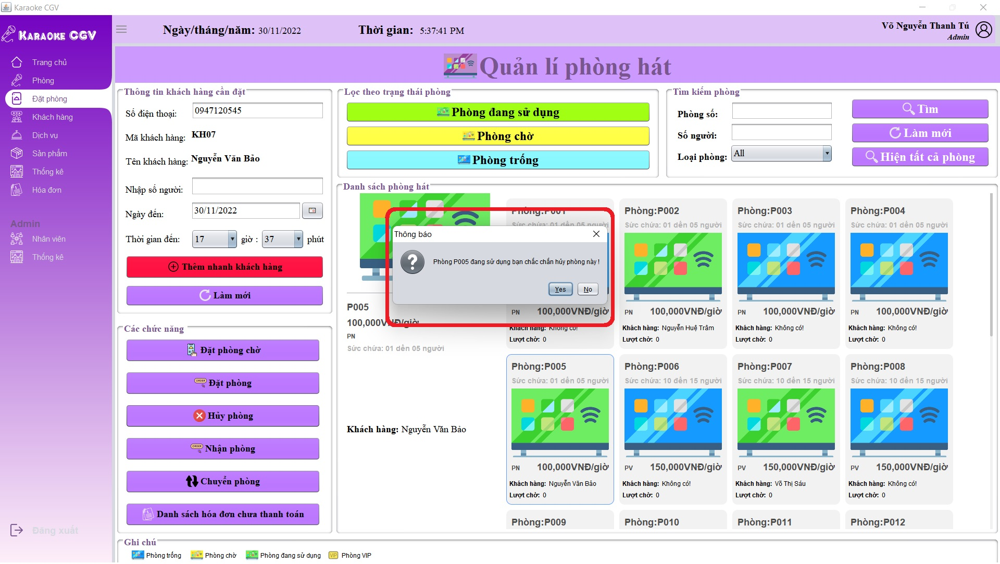 Karaoke CGV
KARAOKE CGV
Ngày/tháng/năm: 30/11/2022
Thời gian: 5:37:41 PM
Võ Nguyễn Thanh Tú
Admin
Trang chủ
Phòng
Đặt phòng
Khách hàng
Dịch vụ
Sản phẩm
Thống kê
Hóa đơn
Admin
Nhân viên
Thống kê
Đăng xuất
Quản lí phòng hát
Thông tin khách hàng cần đặt
Số điện thoại: 0947120545
Mã khách hàng: KH07
Tên khách hàng: Nguyễn Văn Bảo
Nhập số người:
Ngày đến: 30/11/2022
Thời gian đến: 17 giờ : 37 phút
Thêm nhanh khách hàng
Làm mới
Các chức năng
Đặt phòng chờ
Đặt phòng
Hủy phòng
Nhận phòng
Chuyển phòng
Danh sách hóa đơn chưa thanh toán
Lọc theo trạng thái phòng
Phòng đang sử dụng
Phòng chờ
Phòng trống
Tìm kiếm phòng
Phòng số:
Số người:
Loại phòng: All
Tìm
Làm mới
Hiện tất cả phòng
Danh sách phòng hát
P005
100,000VNĐ/giờ
PN
Sức chứa: 01 dến 05 người
Khách hàng: Nguyễn Văn Bảo
Thông báo
Phòng P005 đang sử dụng bạn chắc chắn hủy phòng này !
Yes No
Phòng:P001
Sức chứa: 01 dến 05 người
PN 100,000VNĐ/giờ
Khách hàng: Không có!
Lượt chờ: 0
Phòng:P002
Sức chứa: 01 dến 05 người
PN 100,000VNĐ/giờ
Khách hàng: Nguyễn Huệ Trâm
Lượt chờ: 0
Phòng:P003
Sức chứa: 01 dến 05 người
PN 100,000VNĐ/giờ
Khách hàng: Không có!
Lượt chờ: 0
Phòng:P004
Sức chứa: 01 dến 05 người
PN 100,000VNĐ/giờ
Khách hàng: Không có!
Lượt chờ: 0
Phòng:P005
Sức chứa: 01 dến 05 người
PN 100,000VNĐ/giờ
Khách hàng: Nguyễn Văn Bảo
Lượt chờ: 0
Phòng:P006
Sức chứa: 10 dến 15 người
PV 150,000VNĐ/giờ
Khách hàng: Không có!
Lượt chờ: 0
Phòng:P007
Sức chứa: 10 dến 15 người
PV 150,000VNĐ/giờ
Khách hàng: Võ Thị Sáu
Lượt chờ: 0
Phòng:P008
Sức chứa: 10 dến 15 người
PV 150,000VNĐ/giờ
Khách hàng: Không có!
Lượt chờ: 0
Phòng:P009
Phòng:P010
Phòng:P011
Phòng:P012
Ghi chú
Phòng trống
Phòng chờ
Phòng đang sử dụng
VIP Phòng VIP